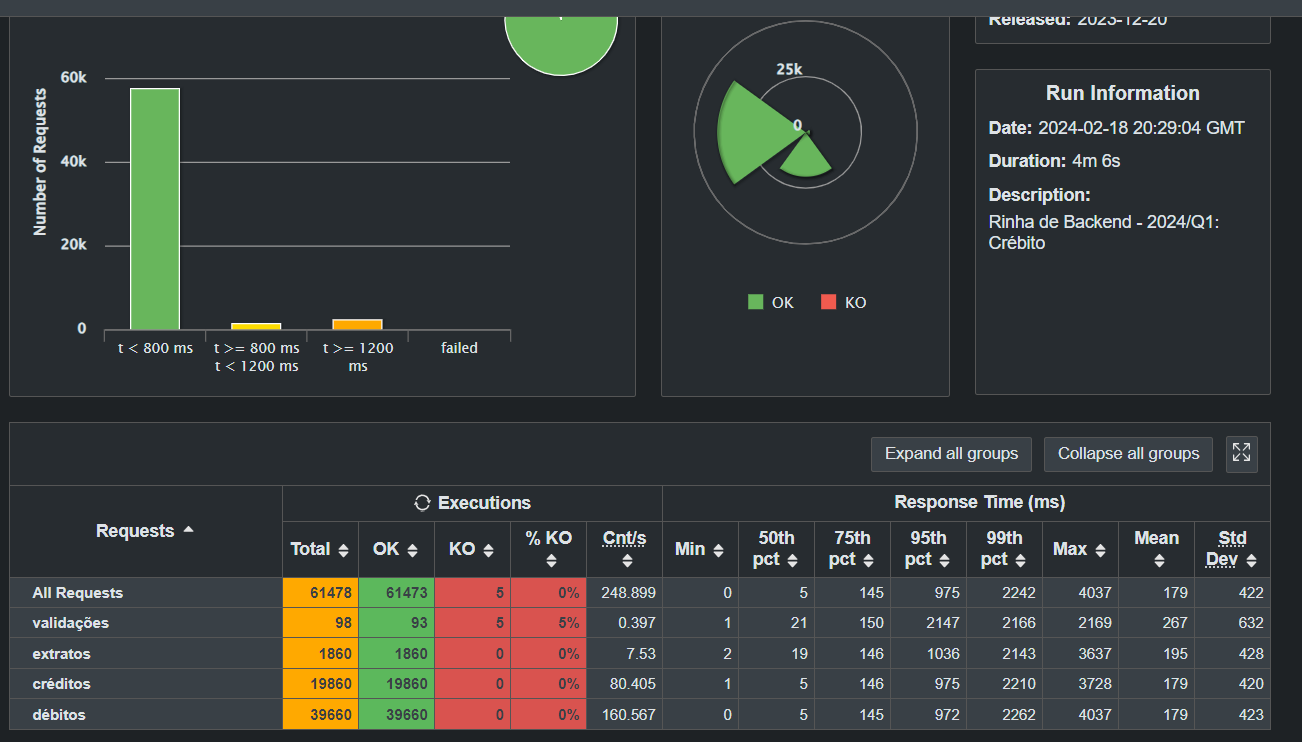 Released: 2023-12-20
60k
40k
20k
0
Number of Requests
t < 800 ms
t >= 800 ms
t < 1200 ms
t >= 1200
ms
failed
25k
0
OK
KO
Run Information
Date: 2024-02-18 20:29:04 GMT
Duration: 4m 6s
Description:
Rinha de Backend - 2024/Q1:
Crébito
Expand all groups
Collapse all groups
Requests
Executions
Response Time (ms)
Total OK KO % KO Cnt/s Min 50th pct 75th pct 95th pct 99th pct Max Mean Std Dev
All Requests 61478 61473 5 0% 248.899 0 5 145 975 2242 4037 179 422
validações 98 93 5 5% 0.397 1 21 150 2147 2166 2169 267 632
extratos 1860 1860 0 0% 7.53 2 19 146 1036 2143 3637 195 428
créditos 19860 19860 0 0% 80.405 1 5 146 975 2210 3728 179 420
débitos 39660 39660 0 0% 160.567 0 5 145 972 2262 4037 179 423